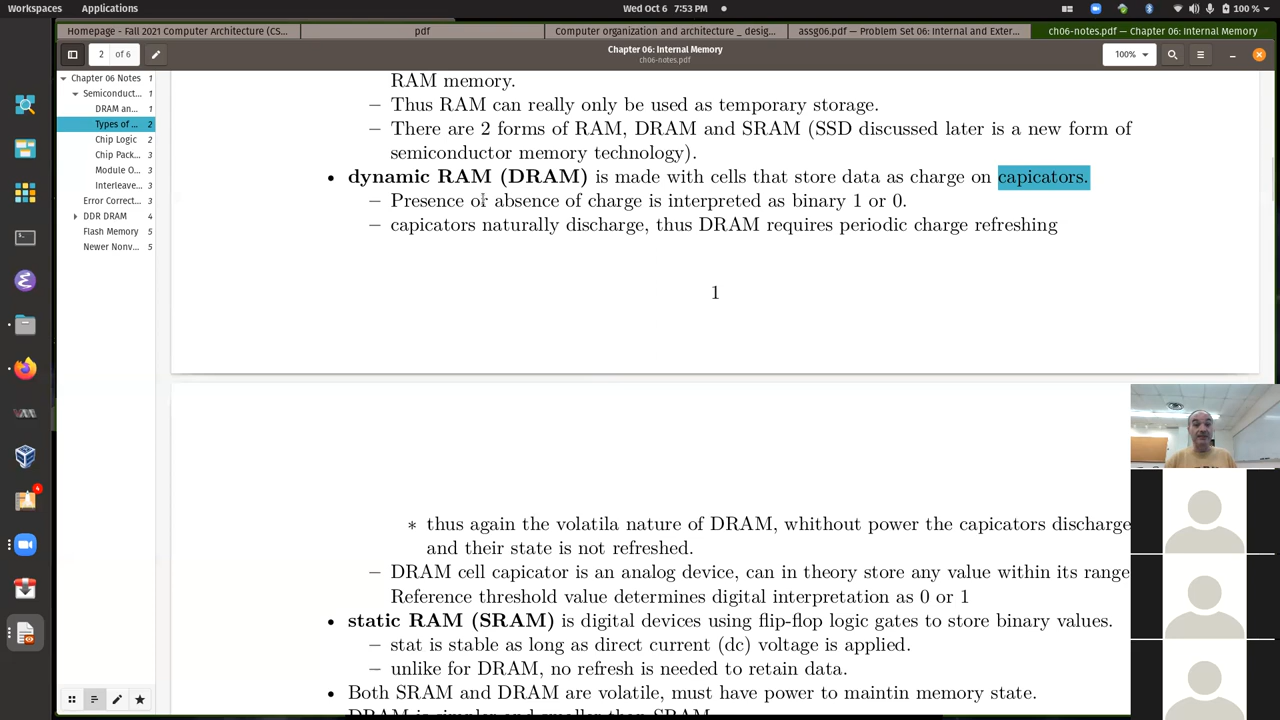 Workspaces Applications Wed Oct 6 7:53 PM 100 %
Homepage - Fall 2021 Computer Architecture (CS... pdf Computer organization and architecture _ desig... assg06.pdf — Problem Set 06: Internal and Exter... ch06-notes.pdf — Chapter 06: Internal Memory
2 of 6 Chapter 06: Internal Memory 100%
ch06-notes.pdf
Chapter 06 Notes 1
Semiconduct... 1
DRAM an... 1
Types of ... 2
Chip Logic 2
Chip Pack... 3
Module O... 3
Interleave... 3
Error Correct... 3
DDR DRAM 4
Flash Memory 5
Newer Nonv... 5
RAM memory.
– Thus RAM can really only be used as temporary storage.
– There are 2 forms of RAM, DRAM and SRAM (SSD discussed later is a new form of
semiconductor memory technology).
• dynamic RAM (DRAM) is made with cells that store data as charge on capicators.
– Presence or absence of charge is interpreted as binary 1 or 0.
– capicators naturally discharge, thus DRAM requires periodic charge refreshing
1
∗ thus again the volatila nature of DRAM, whithout power the capicators discharge
and their state is not refreshed.
– DRAM cell capicator is an analog device, can in theory store any value within its range
Reference threshold value determines digital interpretation as 0 or 1
• static RAM (SRAM) is digital devices using flip-flop logic gates to store binary values.
– stat is stable as long as direct current (dc) voltage is applied.
– unlike for DRAM, no refresh is needed to retain data.
• Both SRAM and DRAM are volatile, must have power to maintin memory state.
DRAM is simpler and smaller than SRAM
4